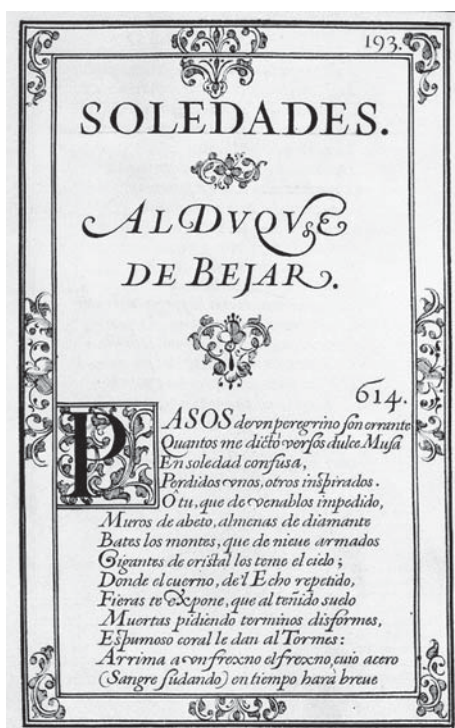 193.
SOLEDADES.
AL DVQVE
DE BEJAR.
614.
PASOS de vn peregrino son errante
Quantos me dictò versos dulce Musa
En soledad confusa,
Perdidos vnos, otros inspirados.
O tu, que de venablos impedido,
Muros de abeto, almenas de diamante
Bates los montes, que de nieue armados
Gigantes de cristal los teme el cielo;
Donde el cuerno, del Echo repetido,
Fieras te expone, que al teñido suelo
Muertas pidiendo terminos disformes,
Espumoso coral le dan al Tormes:
Arrima a vn frexno el frexno, cuio acero
(Sangre sudando) en tiempo harà breue